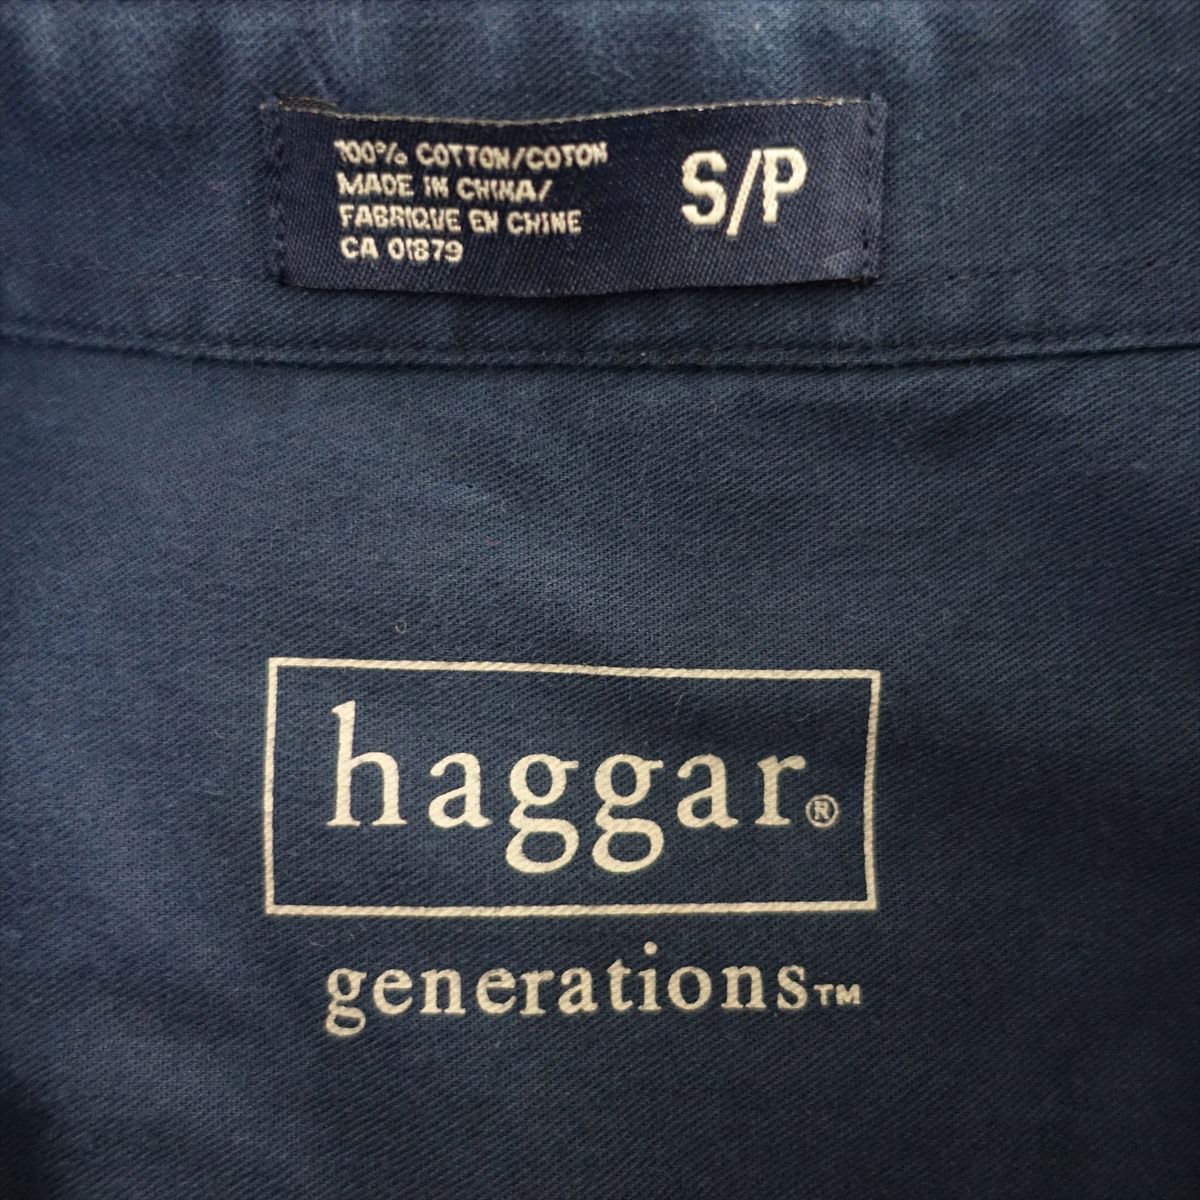 100% COTTON/COTON
MADE IN CHINA/
FABRIQUE EN CHINE
CA 01879
S/P
haggar®
generations™